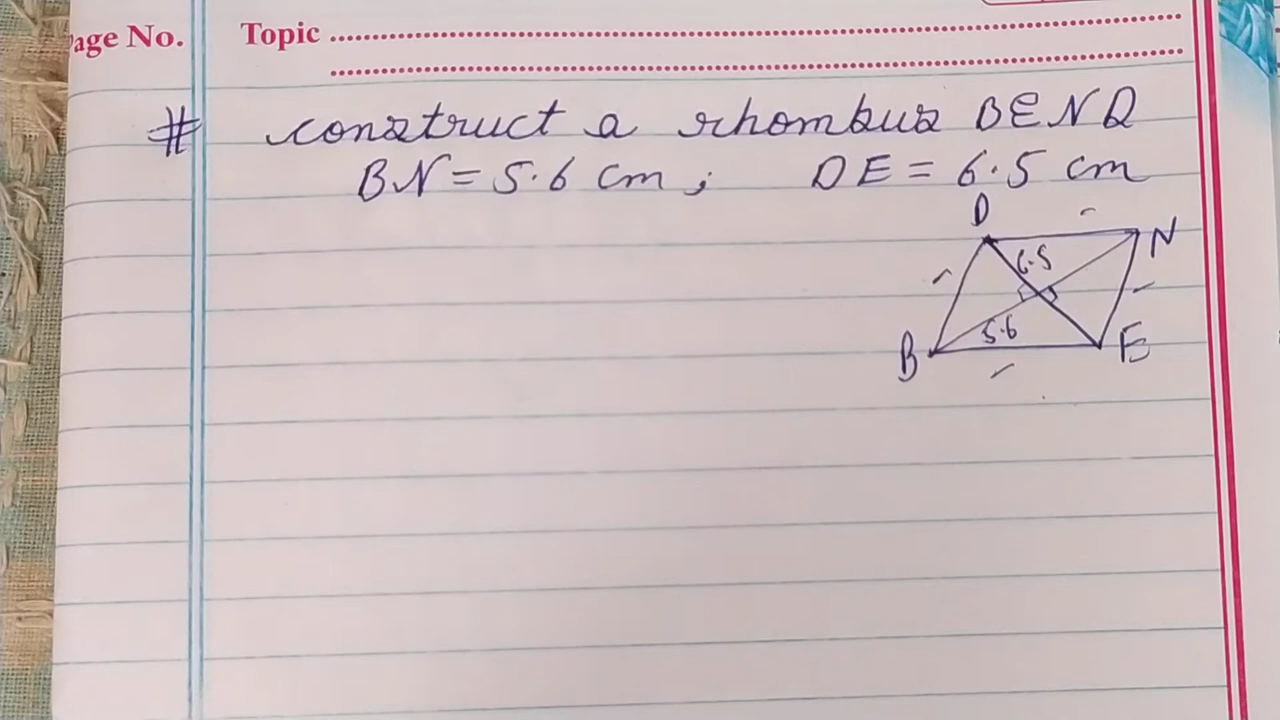 age No.
Topic
# construct a rhombus BEND
BN = 5.6 cm ; DE = 6.5 cm
D
N
6.5
5.6
B
E